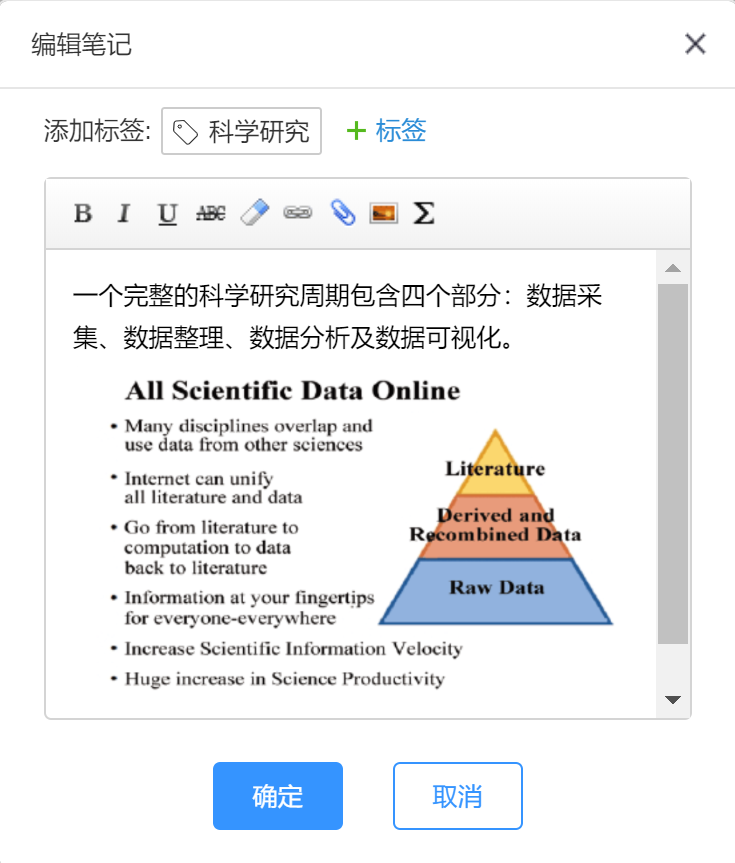 编辑笔记
添加标签:
科学研究
+ 标签
B I U ABC Σ
一个完整的科学研究周期包含四个部分：数据采
集、数据整理、数据分析及数据可视化。
All Scientific Data Online
• Many disciplines overlap and
use data from other sciences
• Internet can unify
all literature and data
• Go from literature to
computation to data
back to literature
• Information at your fingertips
for everyone-everywhere
• Increase Scientific Information Velocity
• Huge increase in Science Productivity
Literature
Derived and
Recombined Data
Raw Data
确定
取消